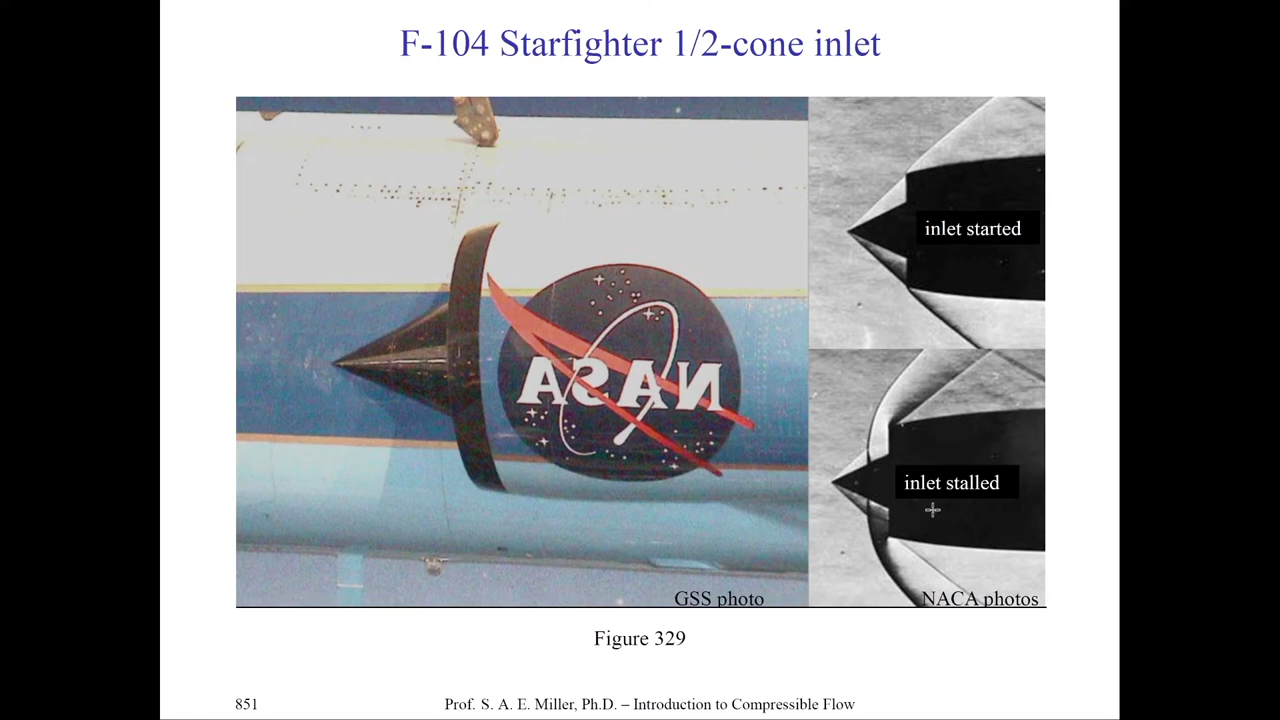 F-104 Starfighter 1/2-cone inlet
inlet started
NASA
inlet stalled
GSS photo
NACA photos
Figure 329
851
Prof. S. A. E. Miller, Ph.D. – Introduction to Compressible Flow